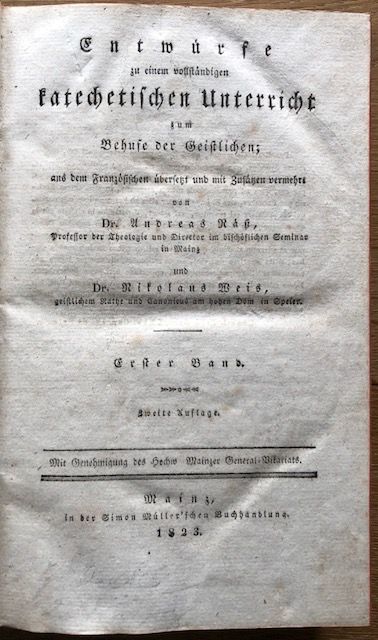 Entwürfe
zu einem vollständigen
katechetischen Unterricht
zum
Behufe der Geistlichen;
aus dem Französischen übersetzt und mit Zusätzen vermehrt
von
Dr. Andreas Räß,
Professor der Theologie und Director im bischöflichen Seminar
in Mainz
und
Dr. Nikolaus Weis,
geistlichem Rathe und Canonicus am hohen Dom in Speier.
Erster Band.
Zweite Auflage.
Mit Genehmigung des Hochw Mainzer General-Vikariats.
Mainz,
in der Simon Müller'schen Buchhandlung.
1823.